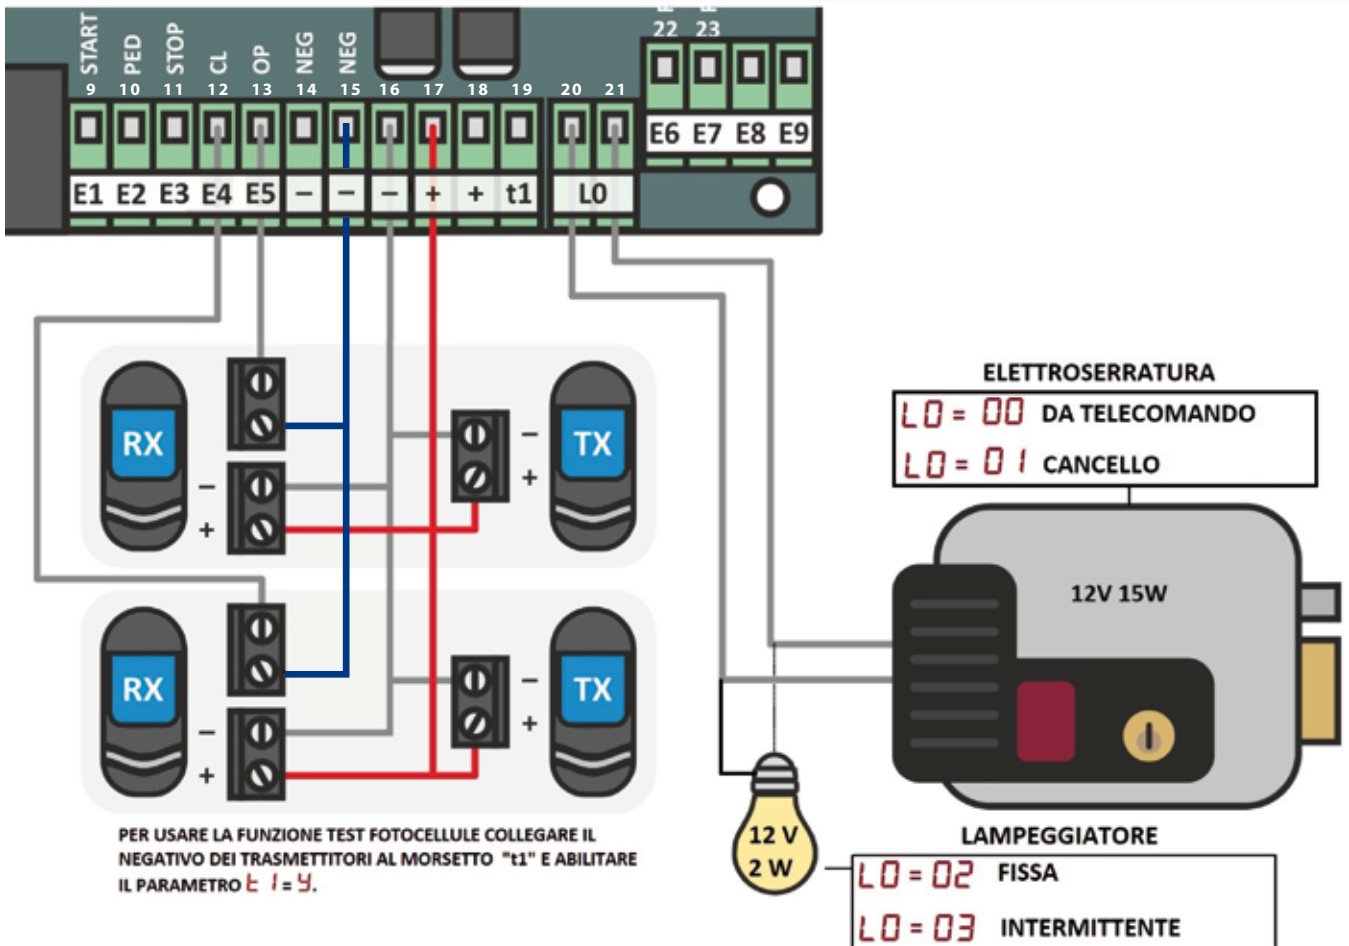 START
PED
STOP
CL
OP
NEG
NEG
22 23
9 10 11 12 13 14 15 16 17 18 19 20 21
E1 E2 E3 E4 E5 – – – + + t1 L0
E6 E7 E8 E9
RX
– +
TX
– +
RX
– +
TX
– +
PER USARE LA FUNZIONE TEST FOTOCELLULE COLLEGARE IL
NEGATIVO DEI TRASMETTITORI AL MORSETTO "t1" E ABILITARE
IL PARAMETRO t 1 = y.
ELETTROSERRATURA
L0 = 00 DA TELECOMANDO
L0 = 01 CANCELLO
12V 15W
12 V
2 W
LAMPEGGIATORE
L0 = 02 FISSA
L0 = 03 INTERMITTENTE